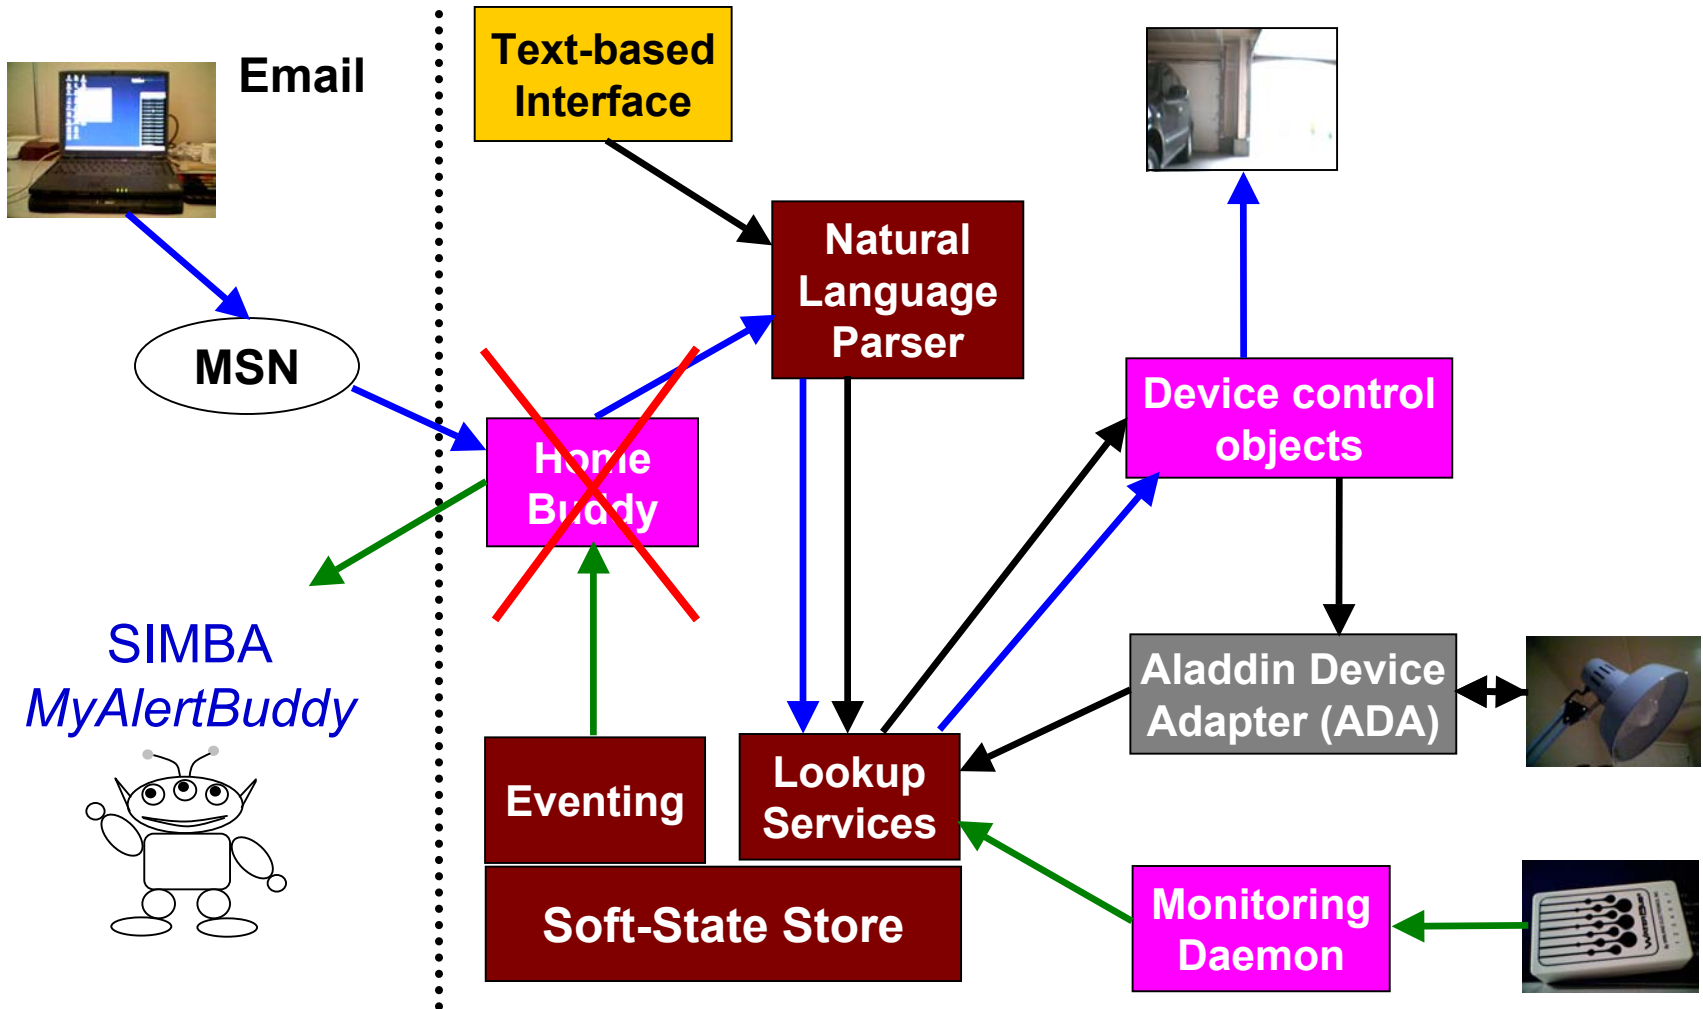 Email
Text-based
Interface
Natural
Language
Parser
MSN
Device control
objects
Home
Buddy
SIMBA
MyAlertBuddy
Aladdin Device
Adapter (ADA)
Eventing
Lookup
Services
Soft-State Store
Monitoring
Daemon
WaterBug